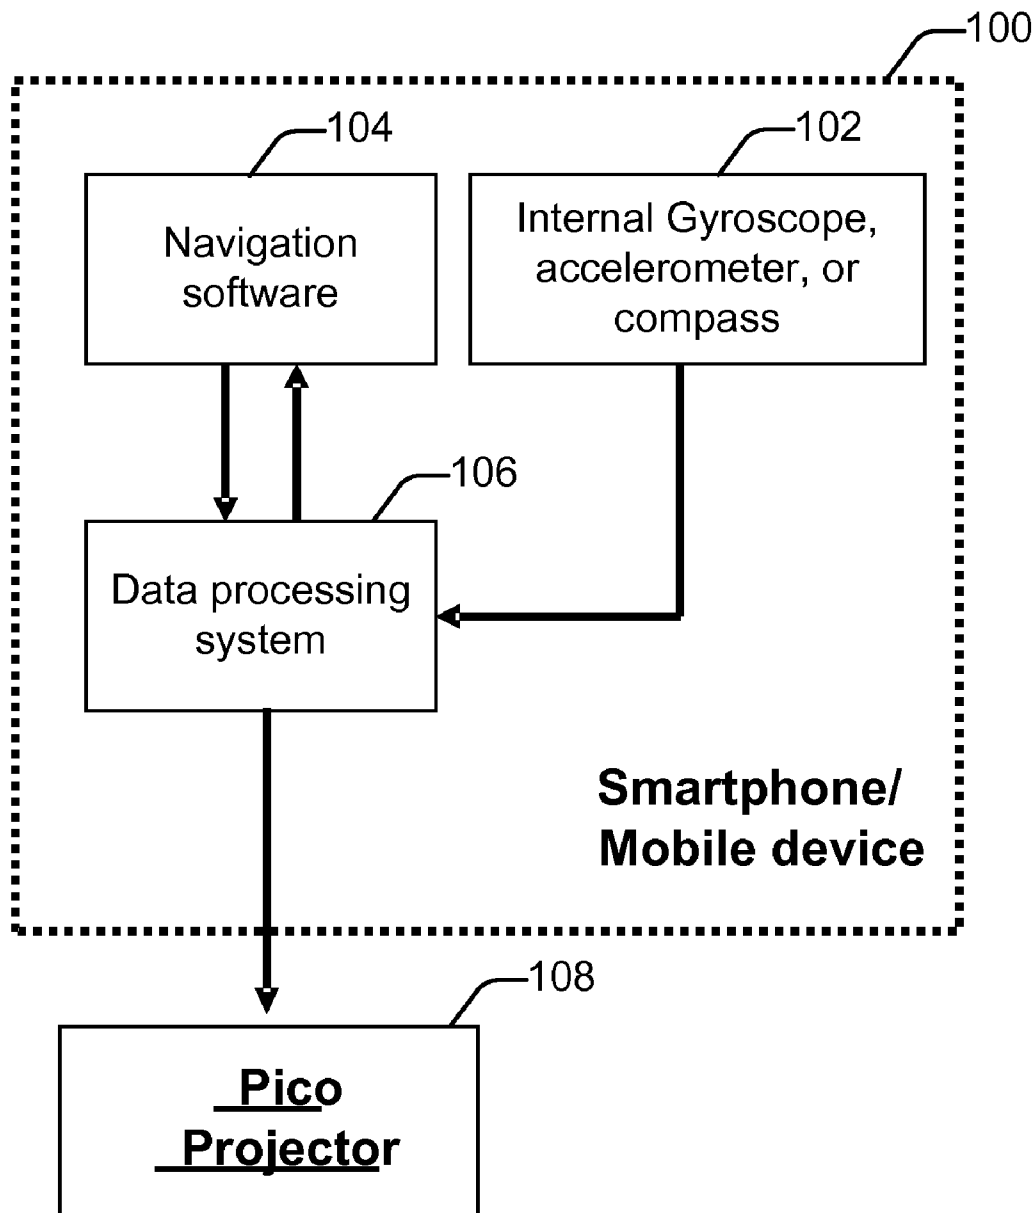 100
104
102
Navigation
software
Internal Gyroscope,
accelerometer, or
compass
106
Data processing
system
Smartphone/
Mobile device
108
Pico
Projector